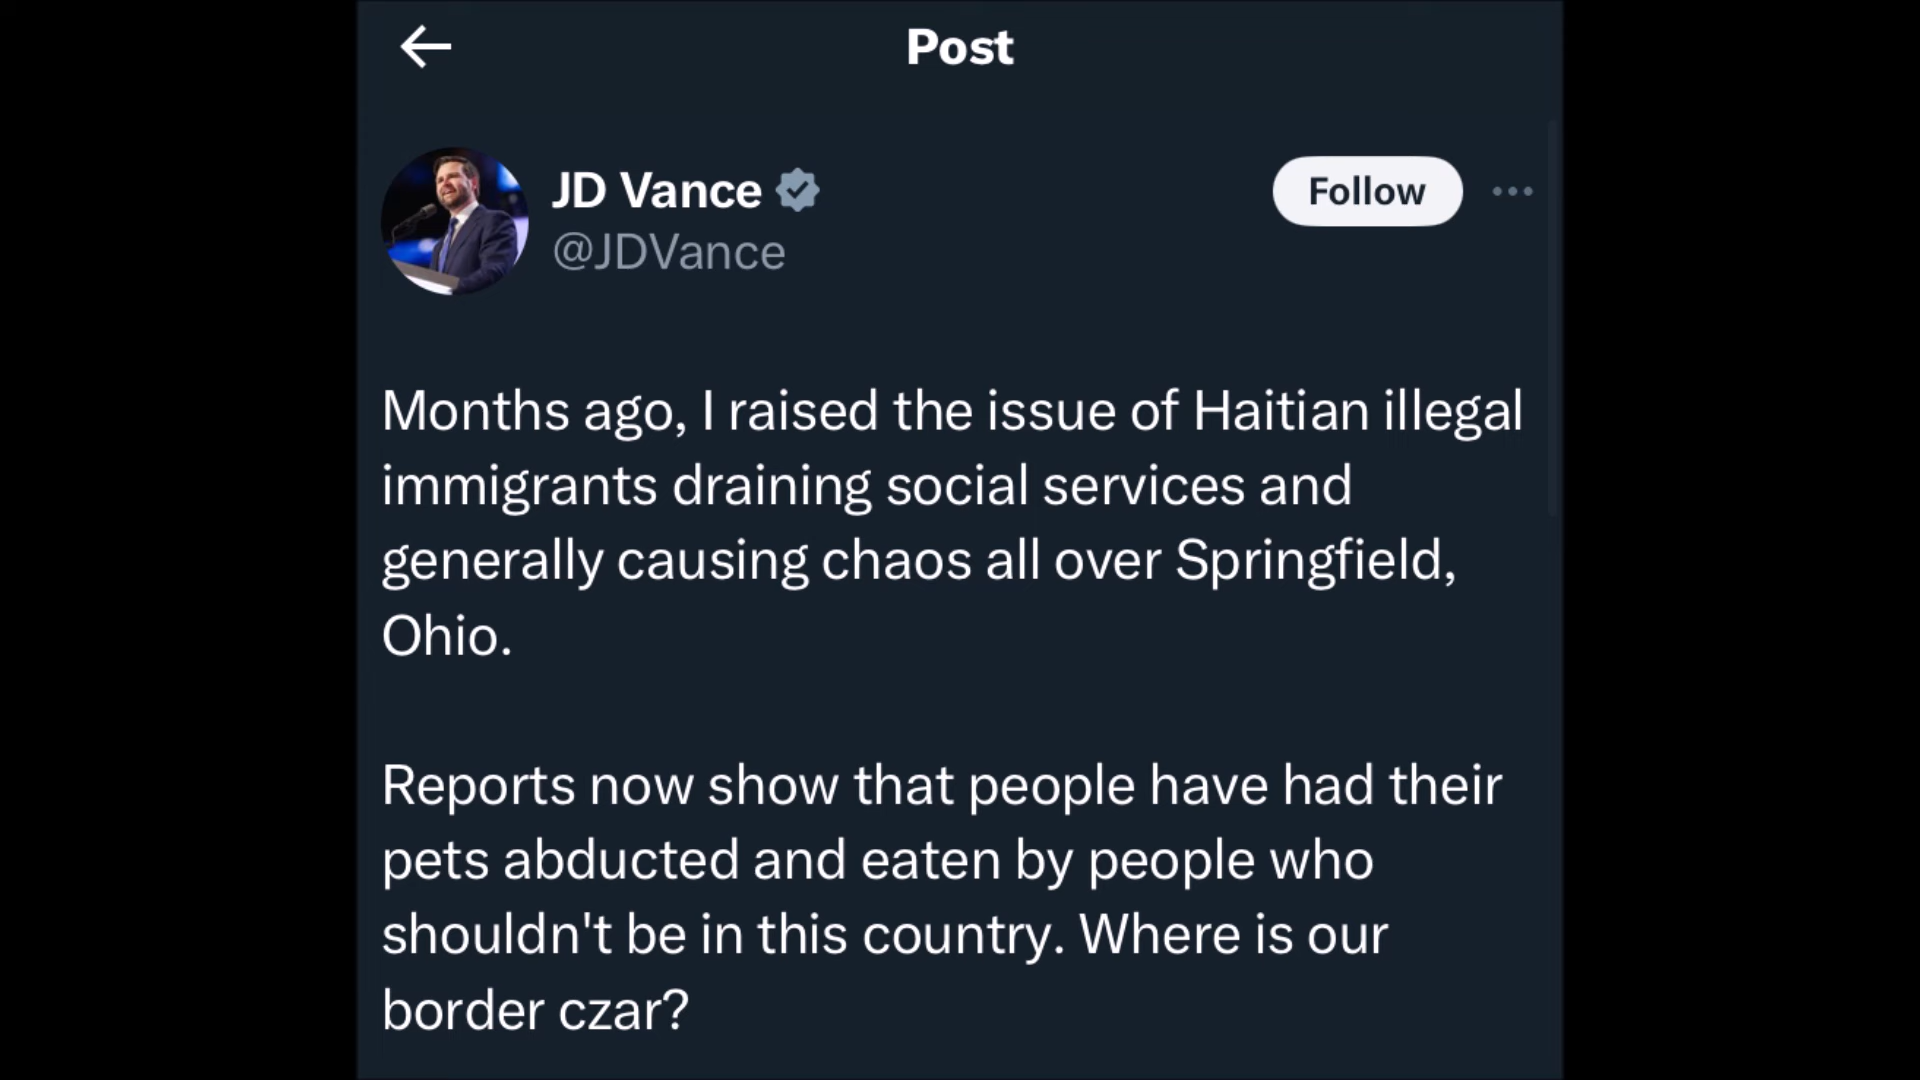 Post
JD Vance
Follow
@JDVance
Months ago, I raised the issue of Haitian illegal
immigrants draining social services and
generally causing chaos all over Springfield,
Ohio.
Reports now show that people have had their
pets abducted and eaten by people who
shouldn't be in this country. Where is our
border czar?